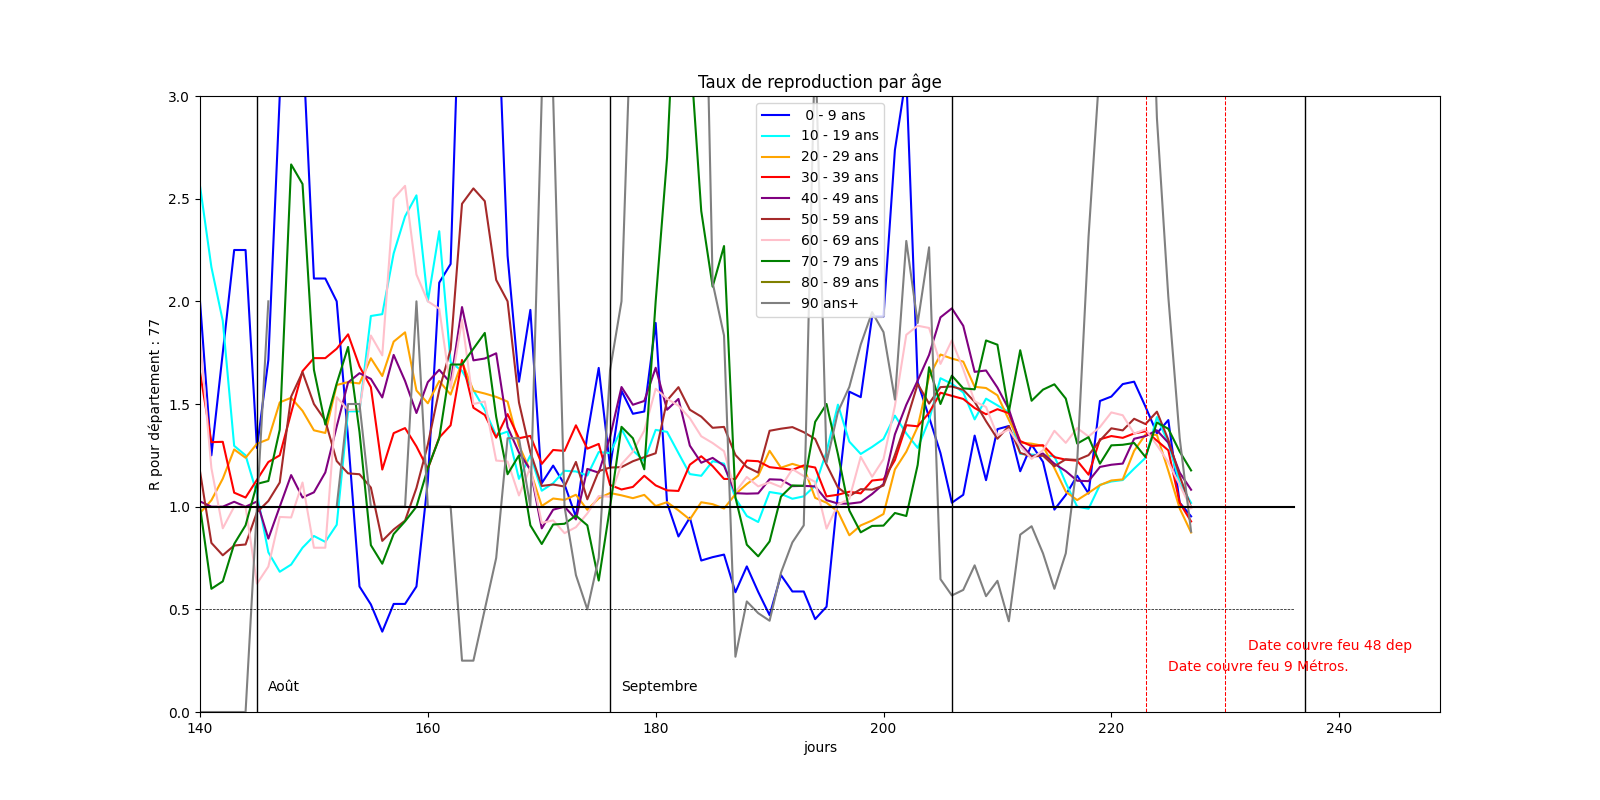 Taux de reproduction par âge
R pour département : 77
3.0
2.5
2.0
1.5
1.0
0.5
0.0
0 - 9 ans
10 - 19 ans
20 - 29 ans
30 - 39 ans
40 - 49 ans
50 - 59 ans
60 - 69 ans
70 - 79 ans
80 - 89 ans
90 ans+
Date couvre feu 48 dep
Date couvre feu 9 Métros.
Août
Septembre
140
160
180
200
220
240
jours